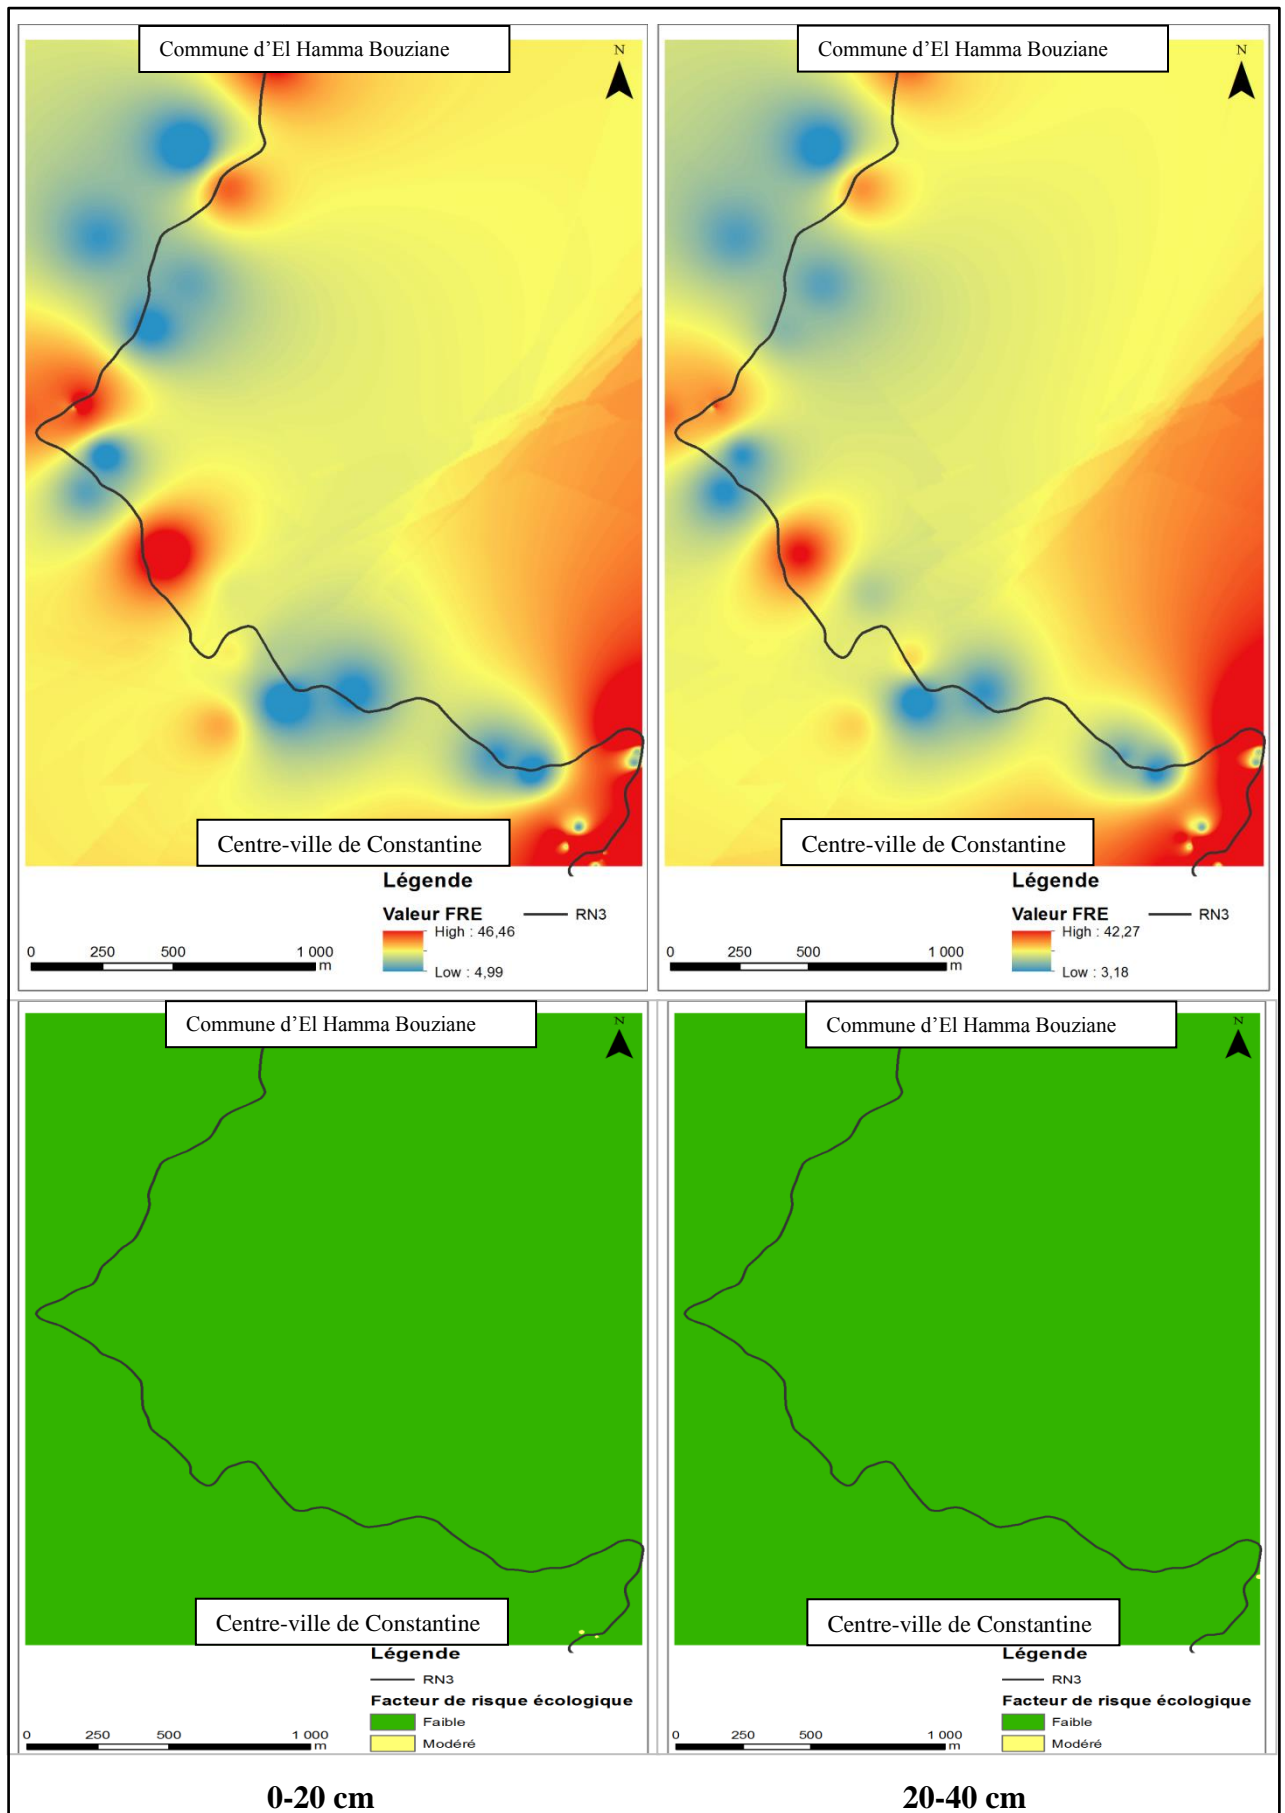 Commune d'El Hamma Bouziane
N
Centre-ville de Constantine
Légende
Valeur FRE
RN3
High : 46,46
Low : 4,99
0 250 500 1 000
m
Commune d'El Hamma Bouziane
N
Centre-ville de Constantine
Légende
Valeur FRE
RN3
High : 42,27
Low : 3,18
0 250 500 1 000
m
Commune d'El Hamma Bouziane
N
Centre-ville de Constantine
Légende
RN3
Facteur de risque écologique
Faible
Modéré
0 250 500 1 000
m
Commune d'El Hamma Bouziane
N
Centre-ville de Constantine
Légende
RN3
Facteur de risque écologique
Faible
Modéré
0 250 500 1 000
m
0-20 cm
20-40 cm